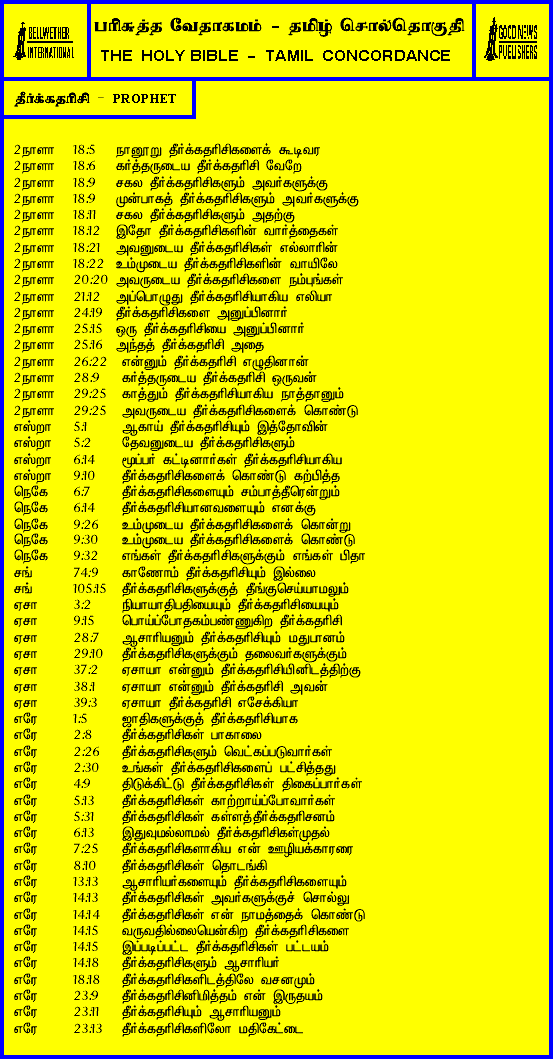 BELLWETHER
INTERNATIONAL
பரிசுத்த வேதாகமம் - தமிழ் சொல்தொகுதி
THE HOLY BIBLE - TAMIL CONCORDANCE
GOOD NEWS
PUBLISHERS
தீர்க்கதரிசி - PROPHET
2நாளா 18:5 நானூறு தீர்க்கதரிசிகளைக் கூடிவர
2நாளா 18:6 கர்த்தருடைய தீர்க்கதரிசி வேறே
2நாளா 18:9 சகல தீர்க்கதரிசிகளும் அவர்களுக்கு
2நாளா 18:9 முன்பாகத் தீர்க்கதரிசிகளும் அவர்களுக்கு
2நாளா 18:11 சகல தீர்க்கதரிசிகளும் அதற்கு
2நாளா 18:12 இதோ தீர்க்கதரிசிகளின் வார்த்தைகள்
2நாளா 18:21 அவனுடைய தீர்க்கதரிசிகள் எல்லாரின்
2நாளா 18:22 உம்முடைய தீர்க்கதரிசிகளின் வாயிலே
2நாளா 20:20 அவருடைய தீர்க்கதரிசிகளை நம்புங்கள்
2நாளா 21:12 அப்பொழுது தீர்க்கதரிசியாகிய எலியா
2நாளா 24:19 தீர்க்கதரிசிகளை அனுப்பினார்
2நாளா 25:15 ஒரு தீர்க்கதரிசியை அனுப்பினார்
2நாளா 25:16 அந்தத் தீர்க்கதரிசி அதை
2நாளா 26:22 என்னும் தீர்க்கதரிசி எழுதினான்
2நாளா 28:9 கர்த்தருடைய தீர்க்கதரிசி ஒருவன்
2நாளா 29:25 காத்தும் தீர்க்கதரிசியாகிய நாத்தானும்
2நாளா 29:25 அவருடைய தீர்க்கதரிசிகளைக் கொண்டு
எஸ்றா 5:1 ஆகாய் தீர்க்கதரிசியும் இத்தோவின்
எஸ்றா 5:2 தேவனுடைய தீர்க்கதரிசிகளும்
எஸ்றா 6:14 மூப்பர் கட்டினார்கள் தீர்க்கதரிசியாகிய
எஸ்றா 9:10 தீர்க்கதரிசிகளைக் கொண்டு கற்பித்த
நெகே 6:7 தீர்க்கதரிசிகளையும் சம்பாத்தீரென்றும்
நெகே 6:14 தீர்க்கதரிசியானவளையும் எனக்கு
நெகே 9:26 உம்முடைய தீர்க்கதரிசிகளைக் கொன்று
நெகே 9:30 உம்முடைய தீர்க்கதரிசிகளைக் கொண்டு
நெகே 9:32 எங்கள் தீர்க்கதரிசிகளுக்கும் எங்கள் பிதா
சங் 74:9 காணோம் தீர்க்கதரிசியும் இல்லை
சங் 105:15 தீர்க்கதரிசிகளுக்குத் தீங்குசெய்யாமலும்
ஏசா 3:2 நியாயாதிபதியையும் தீர்க்கதரிசியையும்
ஏசா 9:15 பொய்ப்போதகம்பண்ணுகிற தீர்க்கதரிசி
ஏசா 28:7 ஆசாரியனும் தீர்க்கதரிசியும் மதுபானம்
ஏசா 29:10 தீர்க்கதரிசிகளுக்கும் தலைவர்களுக்கும்
ஏசா 37:2 ஏசாயா என்னும் தீர்க்கதரிசியினிடத்திற்கு
ஏசா 38:1 ஏசாயா என்னும் தீர்க்கதரிசி அவன்
ஏசா 39:3 ஏசாயா தீர்க்கதரிசி எசேக்கியா
எரே 1:5 ஜாதிகளுக்குத் தீர்க்கதரிசியாக
எரே 2:8 தீர்க்கதரிசிகள் பாகாலை
எரே 2:26 தீர்க்கதரிசிகளும் வெட்கப்படுவார்கள்
எரே 2:30 உங்கள் தீர்க்கதரிசிகளைப் பட்சித்தது
எரே 4:9 திடுக்கிட்டு தீர்க்கதரிசிகள் திகைப்பார்கள்
எரே 5:13 தீர்க்கதரிசிகள் காற்றாய்ப்போவார்கள்
எரே 5:31 தீர்க்கதரிசிகள் கள்ளத்தீர்க்கதரிசனம்
எரே 6:13 இதுவுமல்லாமல் தீர்க்கதரிசிகள்முதல்
எரே 7:25 தீர்க்கதரிசிகளாகிய என் ஊழியக்காரரை
எரே 8:10 தீர்க்கதரிசிகள் தொடங்கி
எரே 13:13 ஆசாரியர்களையும் தீர்க்கதரிசிகளையும்
எரே 14:13 தீர்க்கதரிசிகள் அவர்களுக்குச் சொல்லு
எரே 14:14 தீர்க்கதரிசிகள் என் நாமத்தைக் கொண்டு
எரே 14:15 வருவதில்லையென்கிற தீர்க்கதரிசிகளை
எரே 14:15 இப்படிப்பட்ட தீர்க்கதரிசிகள் பட்டயம்
எரே 14:18 தீர்க்கதரிசிகளும் ஆசாரியர்
எரே 18:18 தீர்க்கதரிசிகளிடத்திலே வசனமும்
எரே 23:9 தீர்க்கதரிசினிமித்தம் என் இருதயம்
எரே 23:11 தீர்க்கதரிசியும் ஆசாரியனும்
எரே 23:13 தீர்க்கதரிசிகளிலோ மதிகேட்டை